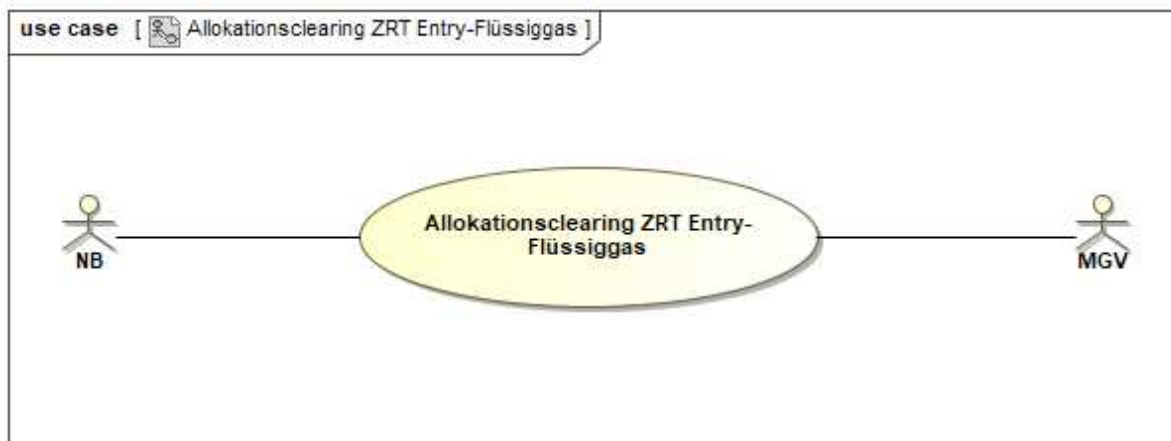 use case [ Allokationsclearing ZRT Entry-Flüssiggas ]
Allokationsclearing ZRT Entry-
Flüssiggas
NB
MGV